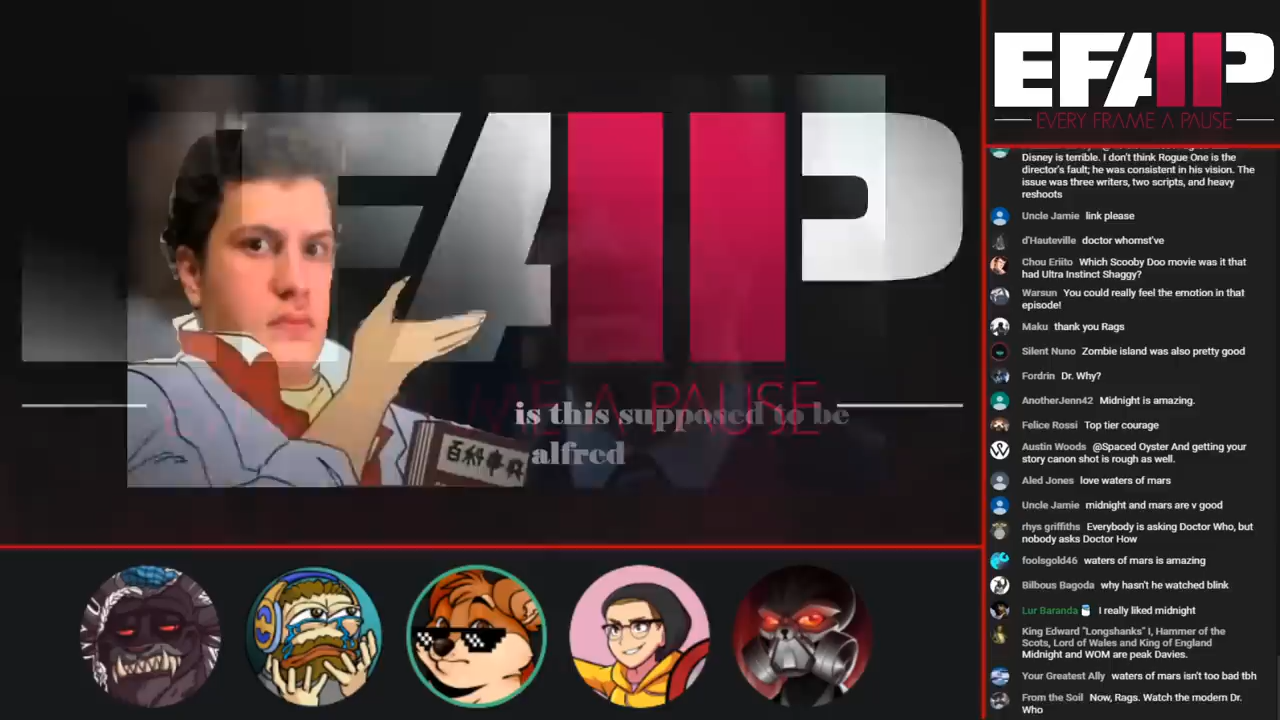 EFAP
EVERY FRAME A PAUSE
EFAP
ME A PAUSE
is this supposed to be
alfred
Disney is terrible. I don't think Rogue One is the
director's fault; he was consistent in his vision. The
issue was three writers, two scripts, and heavy
reshoots
Uncle Jamie link please
d'Hauteville doctor whomst've
Chou Eriito Which Scooby Doo movie was it that
had Ultra Instinct Shaggy?
Warsun You could really feel the emotion in that
episode!
Maku thank you Rags
Silent Nuno Zombie island was also pretty good
Fordrin Dr. Why?
AnotherJenn42 Midnight is amazing.
Felice Rossi Top tier courage
Austin Woods @Spaced Oyster And getting your
story canon shot is rough as well.
Aled Jones love waters of mars
Uncle Jamie midnight and mars are v good
rhys griffiths Everybody is asking Doctor Who, but
nobody asks Doctor How
foolsgold46 waters of mars is amazing
Bilbous Bagoda why hasn't he watched blink
Lur Baranda I really liked midnight
King Edward "Longshanks" I, Hammer of the
Scots, Lord of Wales and King of England
Midnight and WOM are peak Davies.
Your Greatest Ally waters of mars isn't too bad tbh
From the Soil Now, Rags. Watch the modern Dr.
Who